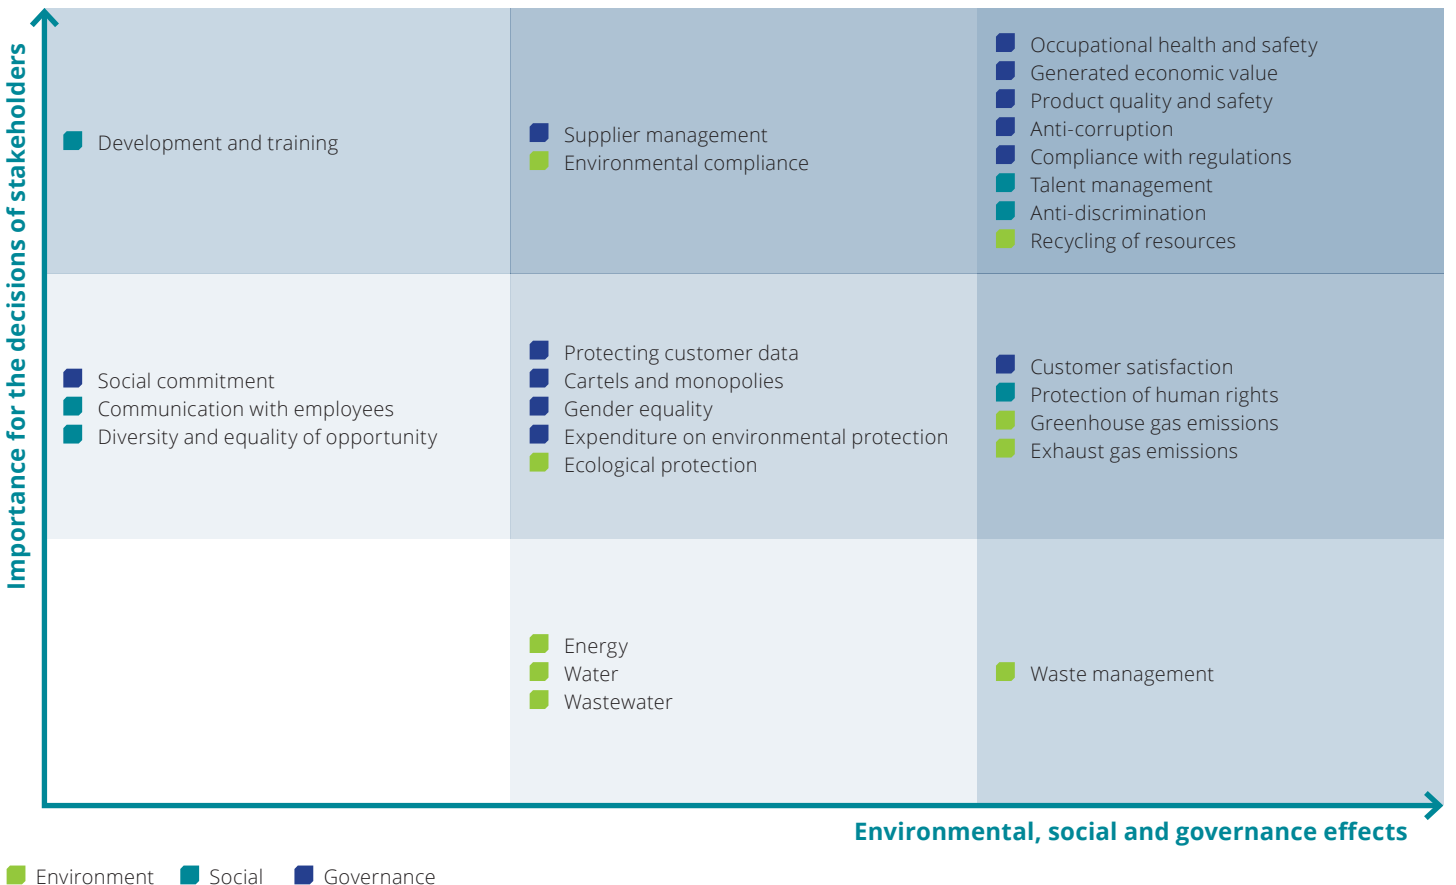 Importance for the decisions of stakeholders
Development and training
Supplier management
Environmental compliance
Occupational health and safety
Generated economic value
Product quality and safety
Anti-corruption
Compliance with regulations
Talent management
Anti-discrimination
Recycling of resources
Social commitment
Communication with employees
Diversity and equality of opportunity
Protecting customer data
Cartels and monopolies
Gender equality
Expenditure on environmental protection
Ecological protection
Customer satisfaction
Protection of human rights
Greenhouse gas emissions
Exhaust gas emissions
Energy
Water
Wastewater
Waste management
Environmental, social and governance effects
Environment
Social
Governance